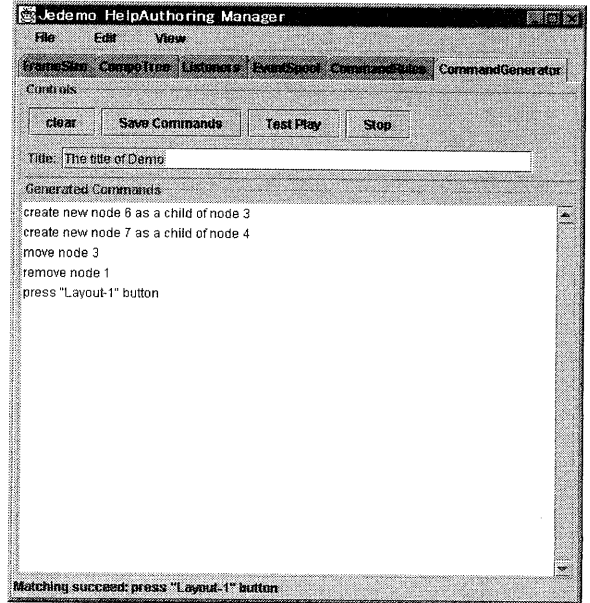 Jedemo HelpAuthoring Manager
File Edit View
FrameSize CompoTree Listeners EventSpool CommandRules CommandGenerator
Controls
clear Save Commands Test Play Stop
Title: The title of Demo
Generated Commands
create new node 6 as a child of node 3
create new node 7 as a child of node 4
move node 3
remove node 1
press "Layout-1" button
Matching succeed: press "Layout-1" button